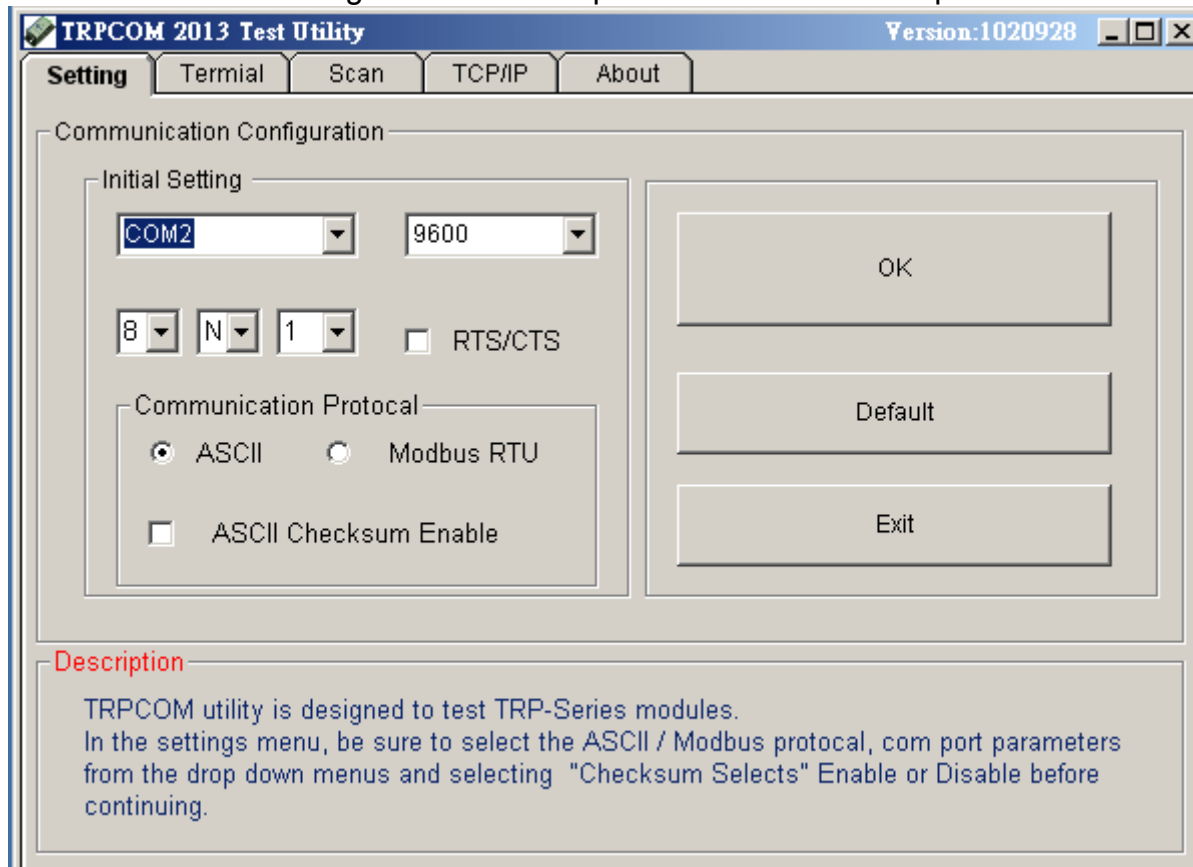 TRPCOM 2013 Test Utility Version:1020928
Setting Termial Scan TCP/IP About
Communication Configuration
Initial Setting
COM2 9600
OK
8 N 1 RTS/CTS
Communication Protocal
Default
ASCII Modbus RTU
Exit
ASCII Checksum Enable
Description
TRPCOM utility is designed to test TRP-Series modules.
In the settings menu, be sure to select the ASCII / Modbus protocal, com port parameters
from the drop down menus and selecting "Checksum Selects" Enable or Disable before
continuing.